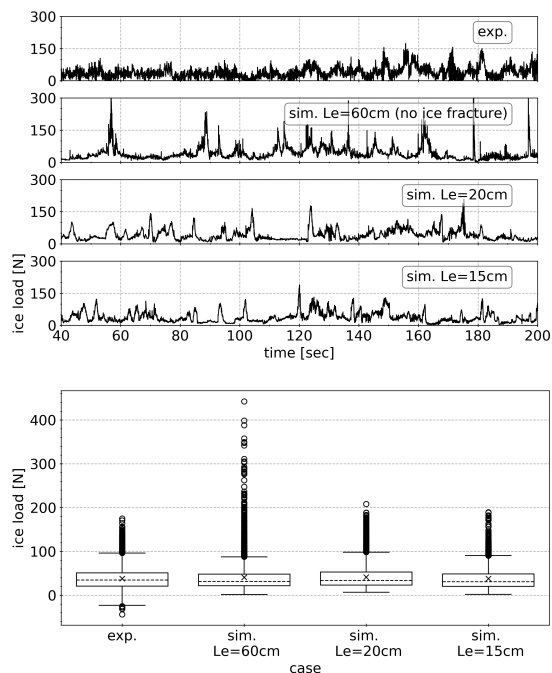 300
exp.
150
0
300
sim. Le=60cm (no ice fracture)
150
0
300
sim. Le=20cm
150
0
300
sim. Le=15cm
150
0
40 60 80 100 120 140 160 180 200
time [sec]
ice load [N]
400
300
200
100
0
ice load [N]
exp. sim. sim. sim.
Le=60cm Le=20cm Le=15cm
case